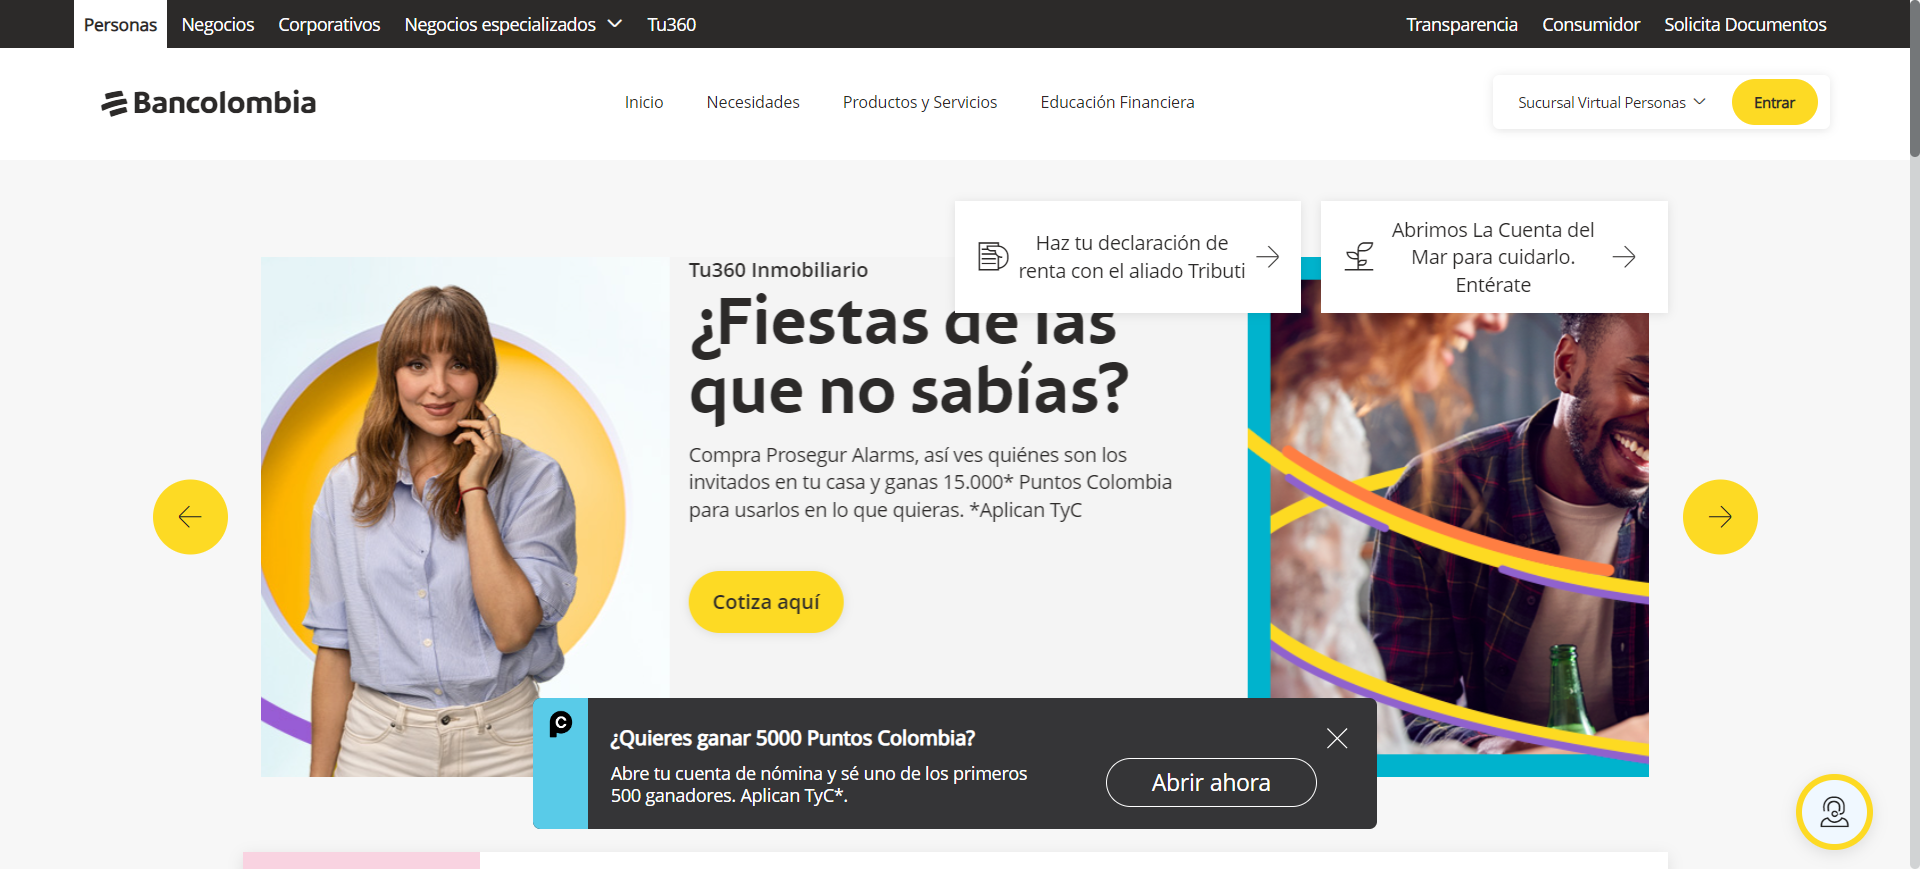 Personas
Negocios
Corporativos
Negocios especializados
Tu360
Transparencia
Consumidor
Solicita Documentos
Bancolombia
Inicio
Necesidades
Productos y Servicios
Educación Financiera
Sucursal Virtual Personas
Entrar
Haz tu declaración de
renta con el aliado Tributi
Abrimos La Cuenta del
Mar para cuidarlo.
Entérate
Tu360 Inmobiliario
¿Fiestas de las
que no sabías?
Compra Prosegur Alarms, así ves quiénes son los
invitados en tu casa y ganas 15.000* Puntos Colombia
para usarlos en lo que quieras. *Aplican TyC
Cotiza aquí
¿Quieres ganar 5000 Puntos Colombia?
Abre tu cuenta de nómina y sé uno de los primeros
500 ganadores. Aplican TyC*.
Abrir ahora